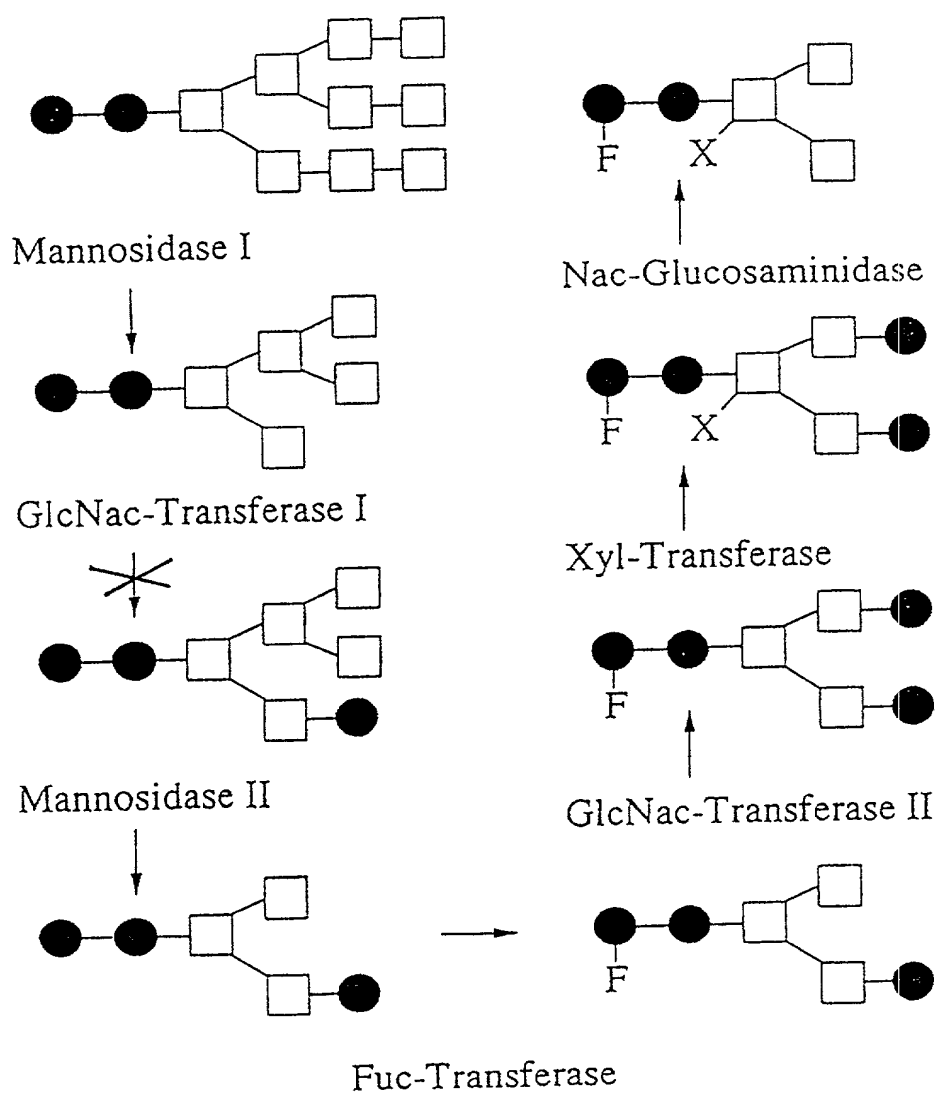 Mannosidase I
GlcNac-Transferase I
Mannosidase II
Fuc-Transferase
F
GlcNac-Transferase II
F
Xyl-Transferase
F
X
Nac-Glucosaminidase
F
X